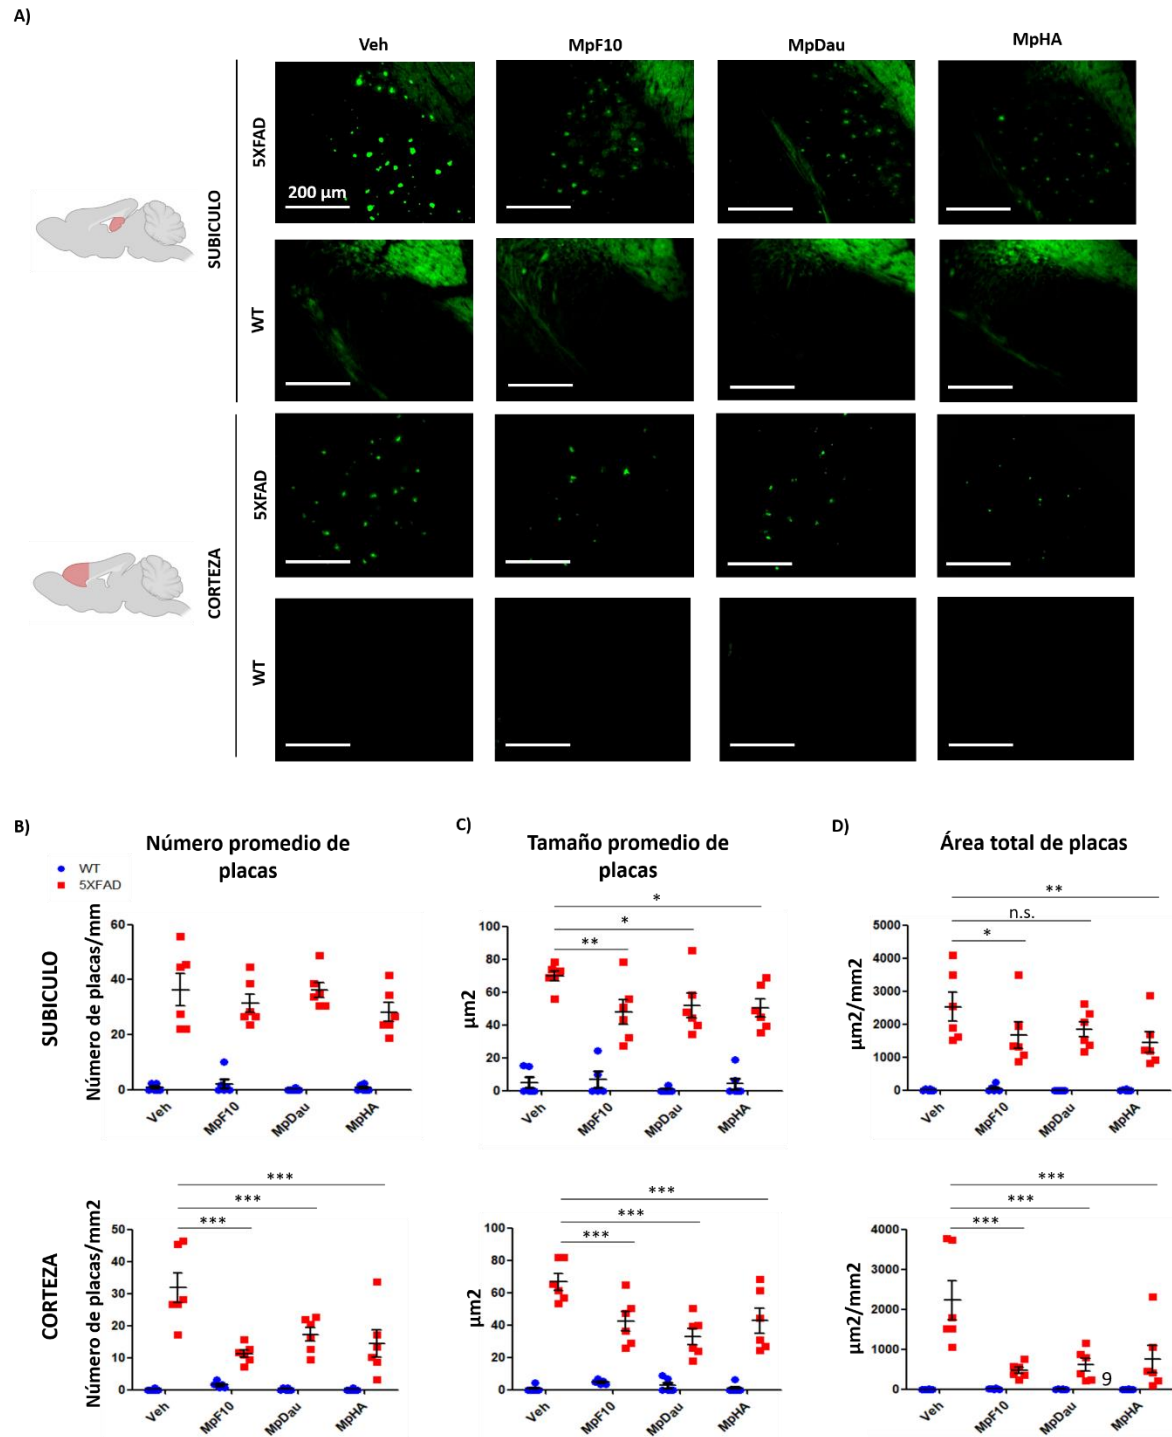 A)
Veh MpF10 MpDau MpHA
SUBICULO
5XFAD
200 µm
WT
CORTEZA
5XFAD
WT
B)
Número promedio de
placas
WT
5XFAD
SUBICULO
Número de placas/mm
60
40
20
0
Veh MpF10 MpDau MpHA
C)
Tamaño promedio de
placas
*
*
**
µm2
100
80
60
40
20
0
Veh MpF10 MpDau MpHA
D)
Área total de placas
**
n.s.
*
µm2/mm2
5000
4000
3000
2000
1000
0
Veh MpF10 MpDau MpHA
CORTEZA
***
***
***
Número de placas/mm2
50
40
30
20
10
0
Veh MpF10 MpDau MpHA
***
***
***
µm2
100
80
60
40
20
0
Veh MpF10 MpDau MpHA
***
***
***
µm2/mm2
4000
3000
2000
1000
0
9
Veh MpF10 MpDau MpHA